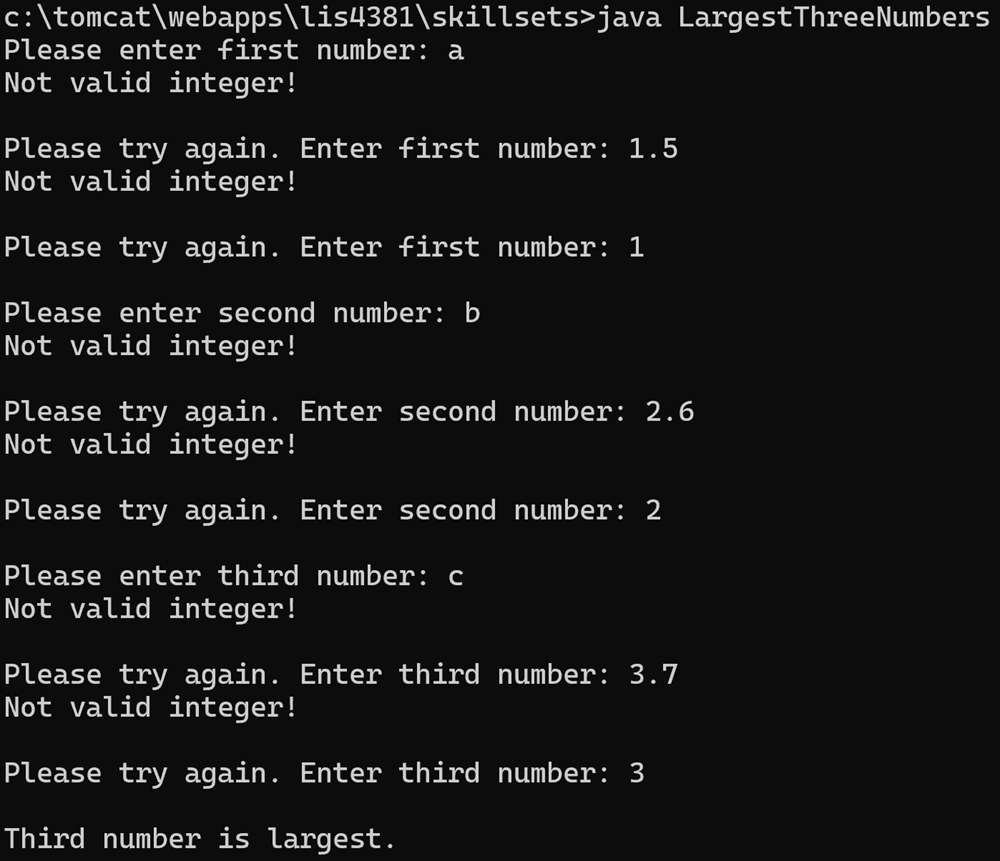 c:\tomcat\webapps\lis4381\skillsets>java LargestThreeNumbers
Please enter first number: a
Not valid integer!
Please try again. Enter first number: 1.5
Not valid integer!
Please try again. Enter first number: 1
Please enter second number: b
Not valid integer!
Please try again. Enter second number: 2.6
Not valid integer!
Please try again. Enter second number: 2
Please enter third number: c
Not valid integer!
Please try again. Enter third number: 3.7
Not valid integer!
Please try again. Enter third number: 3
Third number is largest.